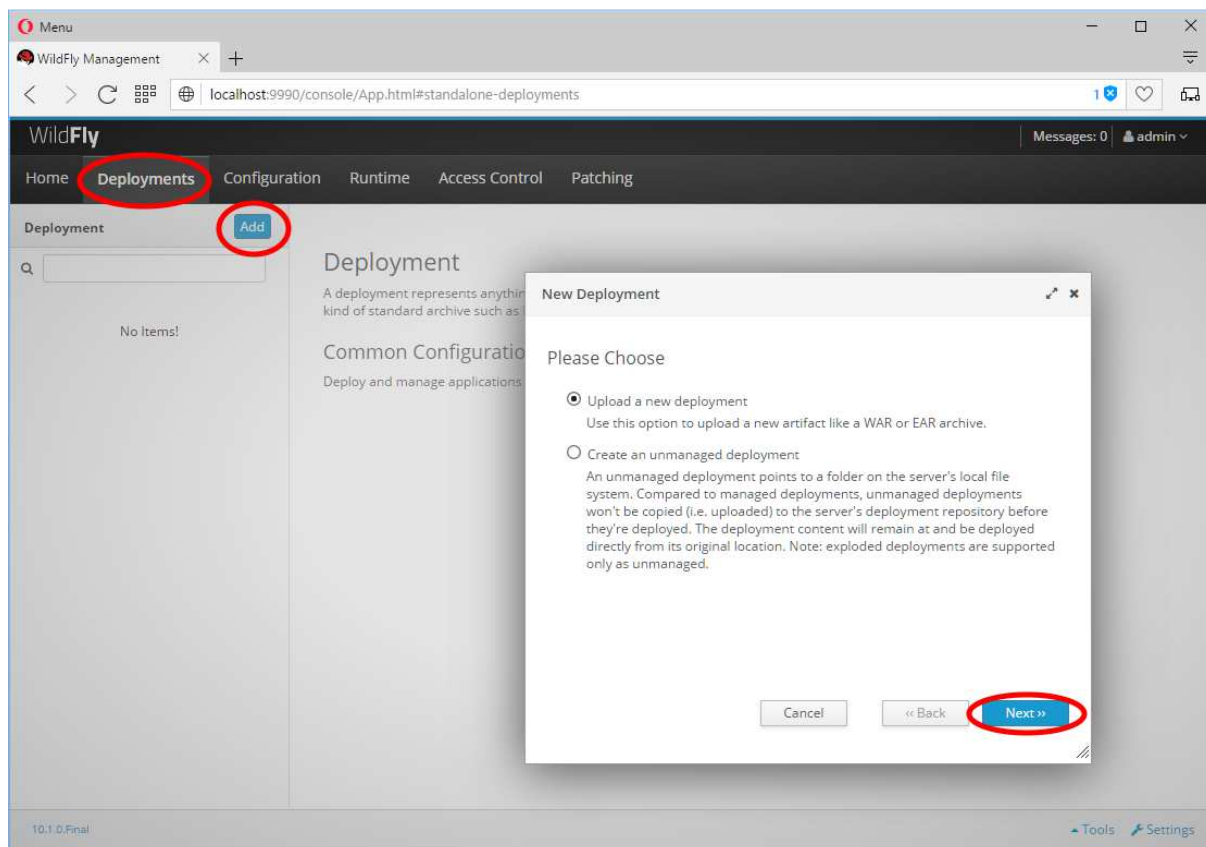 Menu
WildFly Management
localhost:9990/console/App.html#standalone-deployments
1
WildFly
Messages: 0
admin
Home
Deployments
Configuration
Runtime
Access Control
Patching
Deployment
Add
No Items!
Deployment
A deployment represents anythin
kind of standard archive such as
Common Configuratio
Deploy and manage applications
New Deployment
Please Choose
Upload a new deployment
Use this option to upload a new artifact like a WAR or EAR archive.
Create an unmanaged deployment
An unmanaged deployment points to a folder on the server's local file
system. Compared to managed deployments, unmanaged deployments
won't be copied (i.e. uploaded) to the server's deployment repository before
they're deployed. The deployment content will remain at and be deployed
directly from its original location. Note: exploded deployments are supported
only as unmanaged.
Cancel
‹‹ Back
Next ››
10.1.0.Final
Tools
Settings